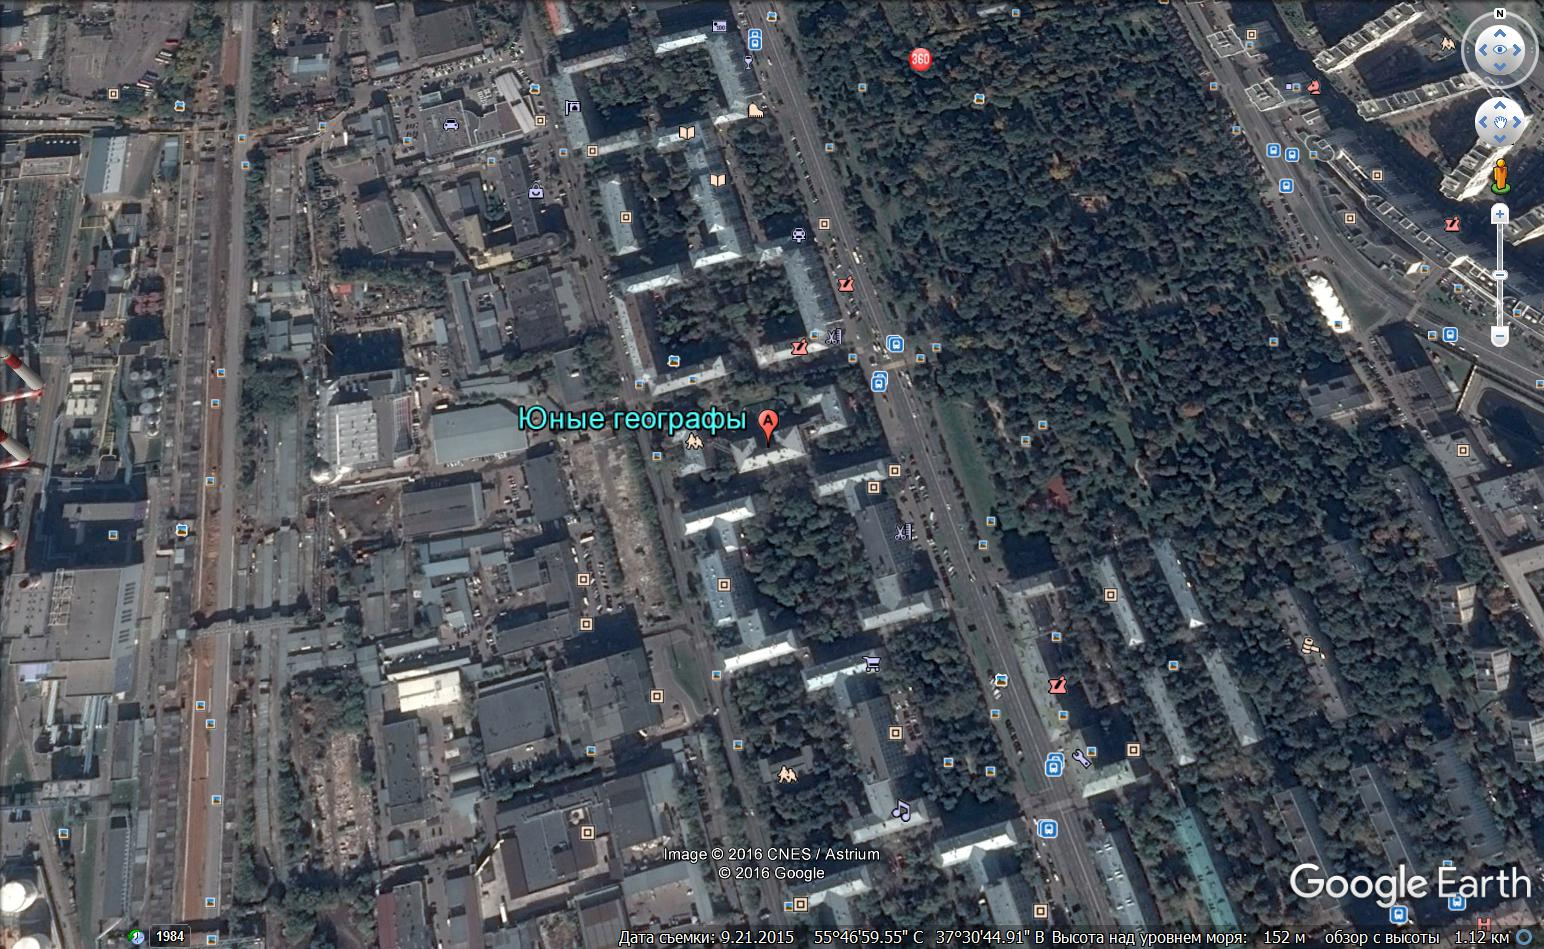 N
360
Юные географы
A
Image © 2016 CNES / Astrium
© 2016 Google
Google Earth
1984
Дата съемки: 9.21.2015 55°46'59.55" С 37°30'44.91" В Высота над уровнем моря: 152 м обзор с высоты 1.12 км